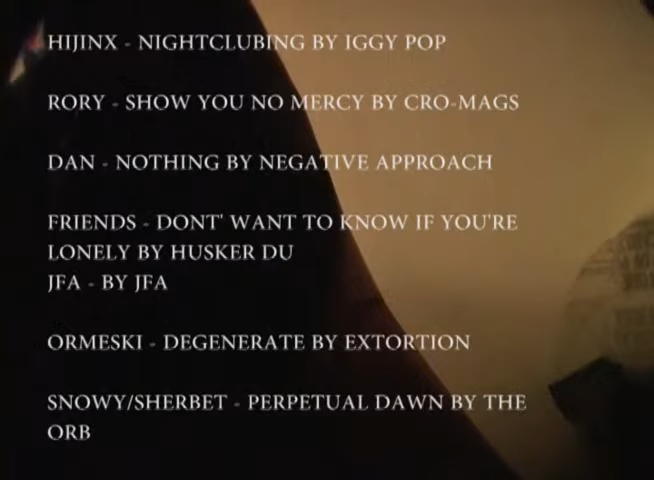 HIJINX - NIGHTCLUBING BY IGGY POP
RORY - SHOW YOU NO MERCY BY CRO-MAGS
DAN - NOTHING BY NEGATIVE APPROACH
FRIENDS - DONT' WANT TO KNOW IF YOU'RE
LONELY BY HUSKER DU
JFA - BY JFA
ORMESKI - DEGENERATE BY EXTORTION
SNOWY/SHERBET - PERPETUAL DAWN BY THE
ORB